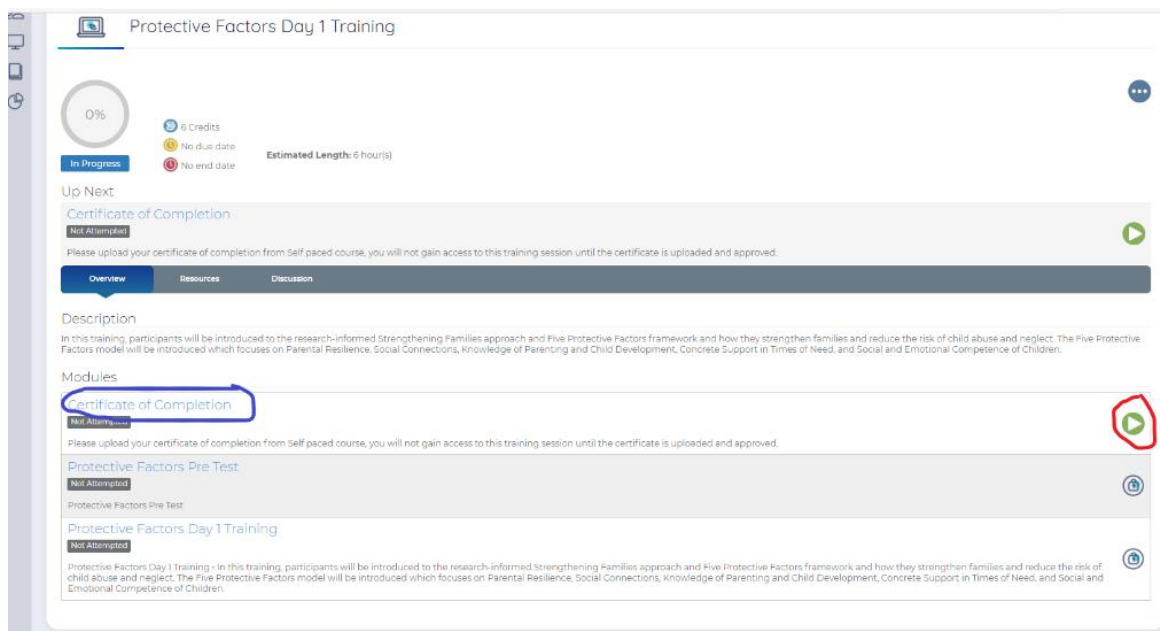 Protective Factors Day 1 Training
0%
6 Credits
No due date
In Progress
No end date
Estimated Length: 6 hour(s)
Up Next
Certificate of Completion
Not Attempted
Please upload your certificate of completion from Self paced course, you will not gain access to this training session until the certificate is uploaded and approved.
Overview Resources Discussion
Description
In this training, participants will be introduced to the research-informed Strengthening Families approach and Five Protective Factors framework and how they strengthen families and reduce the risk of child abuse and neglect. The Five Protective
Factors model will be introduced which focuses on Parental Resilience, Social Connections, Knowledge of Parenting and Child Development, Concrete Support in Times of Need, and Social and Emotional Competence of Children.
Modules
Certificate of Completion
Not Attempted
Please upload your certificate of completion from Self paced course, you will not gain access to this training session until the certificate is uploaded and approved.
Protective Factors Pre Test
Not Attempted
Protective Factors Pre Test
Protective Factors Day 1 Training
Not Attempted
Protective Factors Day 1 Training - In this training, participants will be introduced to the research-informed Strengthening Families approach and Five Protective Factors framework and how they strengthen families and reduce the risk of
child abuse and neglect. The Five Protective Factors model will be introduced which focuses on Parental Resilience, Social Connections, Knowledge of Parenting and Child Development, Concrete Support in Times of Need, and Social and
Emotional Competence of Children.